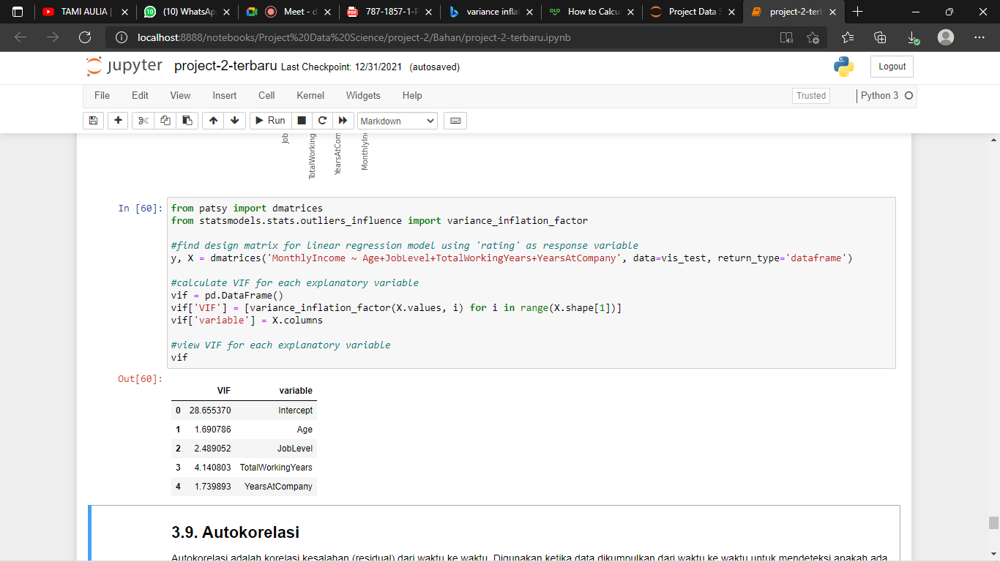 TAMI AULIA |
(10) WhatsAp
Meet - d
787-1857-1-P
variance infla
How to Calcu
Project Data S
project-2-terb
localhost:8888/notebooks/Project%20Data%20Science/project-2/Bahan/project-2-terbaru.ipynb
jupyter project-2-terbaru Last Checkpoint: 12/31/2021 (autosaved)
Logout
File Edit View Insert Cell Kernel Widgets Help
Trusted
Python 3
Run
Markdown
Job
TotalWorking
YearsAtCom
MonthlyInc
In [60]:
from patsy import dmatrices
from statsmodels.stats.outliers_influence import variance_inflation_factor
#find design matrix for linear regression model using 'rating' as response variable
y, X = dmatrices('MonthlyIncome ~ Age+JobLevel+TotalWorkingYears+YearsAtCompany', data=vis_test, return_type='dataframe')
#calculate VIF for each explanatory variable
vif = pd.DataFrame()
vif['VIF'] = [variance_inflation_factor(X.values, i) for i in range(X.shape[1])]
vif['variable'] = X.columns
#view VIF for each explanatory variable
vif
Out[60]:
VIF variable
0 28.655370 Intercept
1 1.690786 Age
2 2.489052 JobLevel
3 4.140803 TotalWorkingYears
4 1.739893 YearsAtCompany
3.9. Autokorelasi
Autokorelasi adalah korelasi kesalahan (residual) dari waktu ke waktu. Digunakan ketika data dikumpulkan dari waktu ke waktu untuk mendeteksi apakah ada